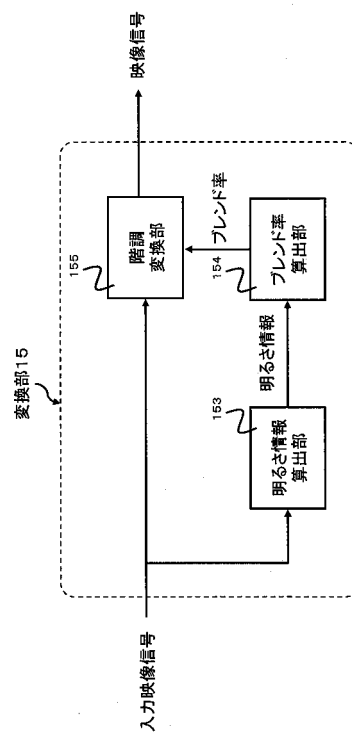 変換部15
入力映像信号
153
明るさ情報
算出部
明るさ情報
154
ブレンド率
算出部
ブレンド率
155
階調
変換部
映像信号